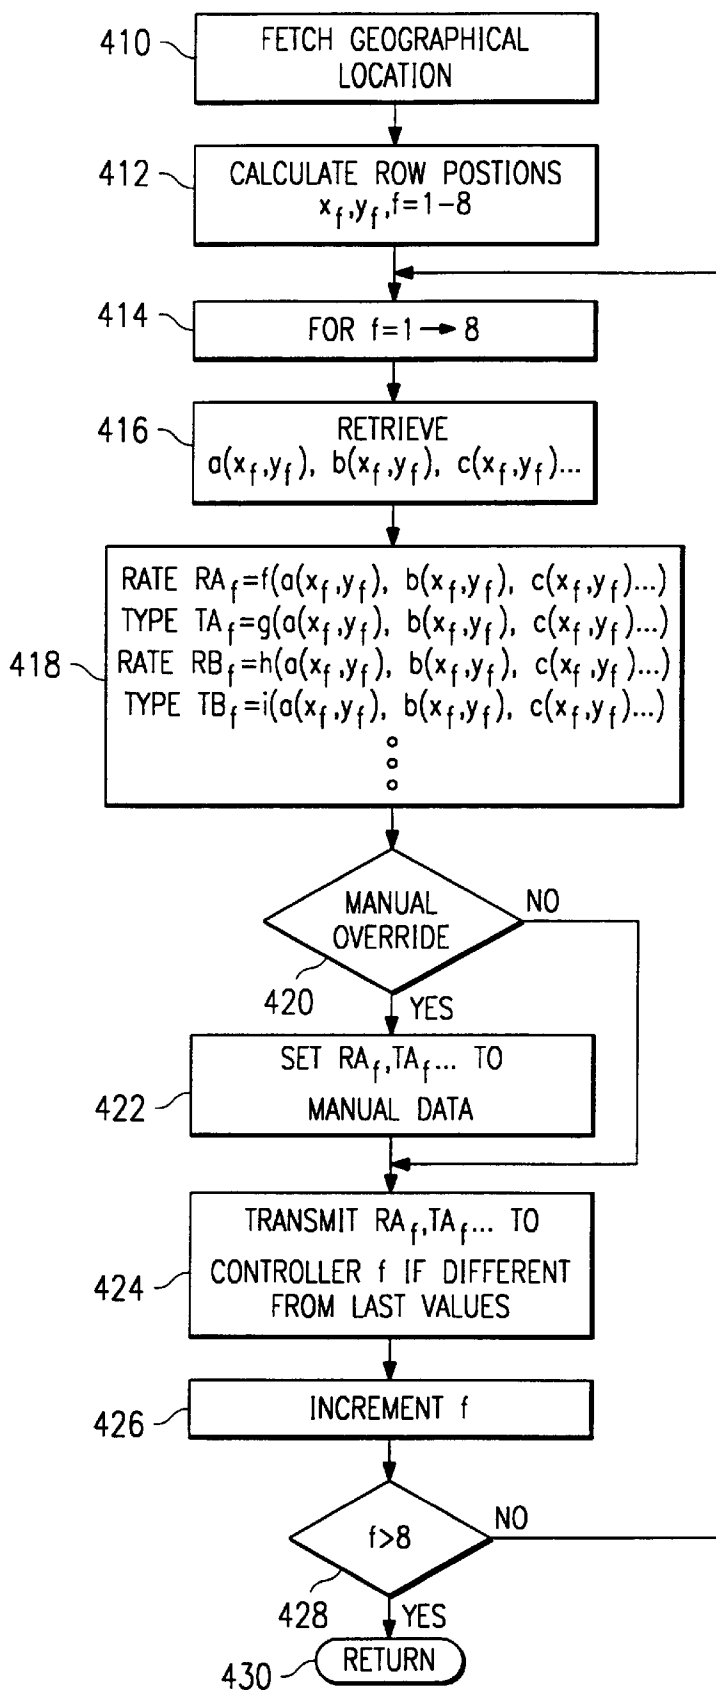 410
FETCH GEOGRAPHICAL
LOCATION
412
CALCULATE ROW POSTIONS
x_f,y_f,f=1-8
414
FOR f=1→8
416
RETRIEVE
a(x_f,y_f), b(x_f,y_f), c(x_f,y_f)...
418
RATE RA_f=f(a(x_f,y_f), b(x_f,y_f), c(x_f,y_f)...)
TYPE TA_f=g(a(x_f,y_f), b(x_f,y_f), c(x_f,y_f)...)
RATE RB_f=h(a(x_f,y_f), b(x_f,y_f), c(x_f,y_f)...)
TYPE TB_f=i(a(x_f,y_f), b(x_f,y_f), c(x_f,y_f)...)
MANUAL
OVERRIDE
NO
420
YES
422
SET RA_f,TA_f... TO
MANUAL DATA
424
TRANSMIT RA_f,TA_f... TO
CONTROLLER f IF DIFFERENT
FROM LAST VALUES
426
INCREMENT f
f>8
NO
428
YES
430
RETURN